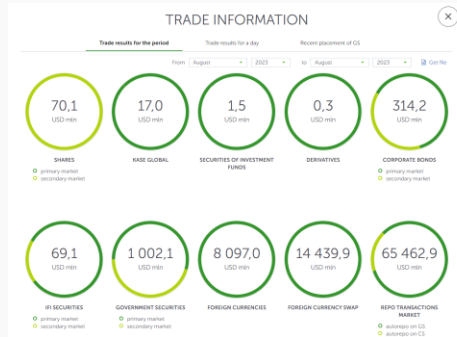 TRADE INFORMATION
Trade results for the period
Trade results for a day
Recent placement of GS
From August 2023 to August 2023 Get file
70,1
USD mln
SHARES
primary market
secondary market
17,0
USD mln
KASE GLOBAL
1,5
USD mln
SECURITIES OF INVESTMENT
FUNDS
0,3
USD mln
DERIVATIVES
314,2
USD mln
CORPORATE BONDS
primary market
secondary market
69,1
USD mln
IFI SECURITIES
primary market
secondary market
1 002,1
USD mln
GOVERNMENT SECURITIES
primary market
secondary market
8 097,0
USD mln
FOREIGN CURRENCIES
14 439,9
USD mln
FOREIGN CURRENCY SWAP
65 462,9
USD mln
REPO TRANSACTIONS
MARKET
autorepo on GS
autorepo on CS